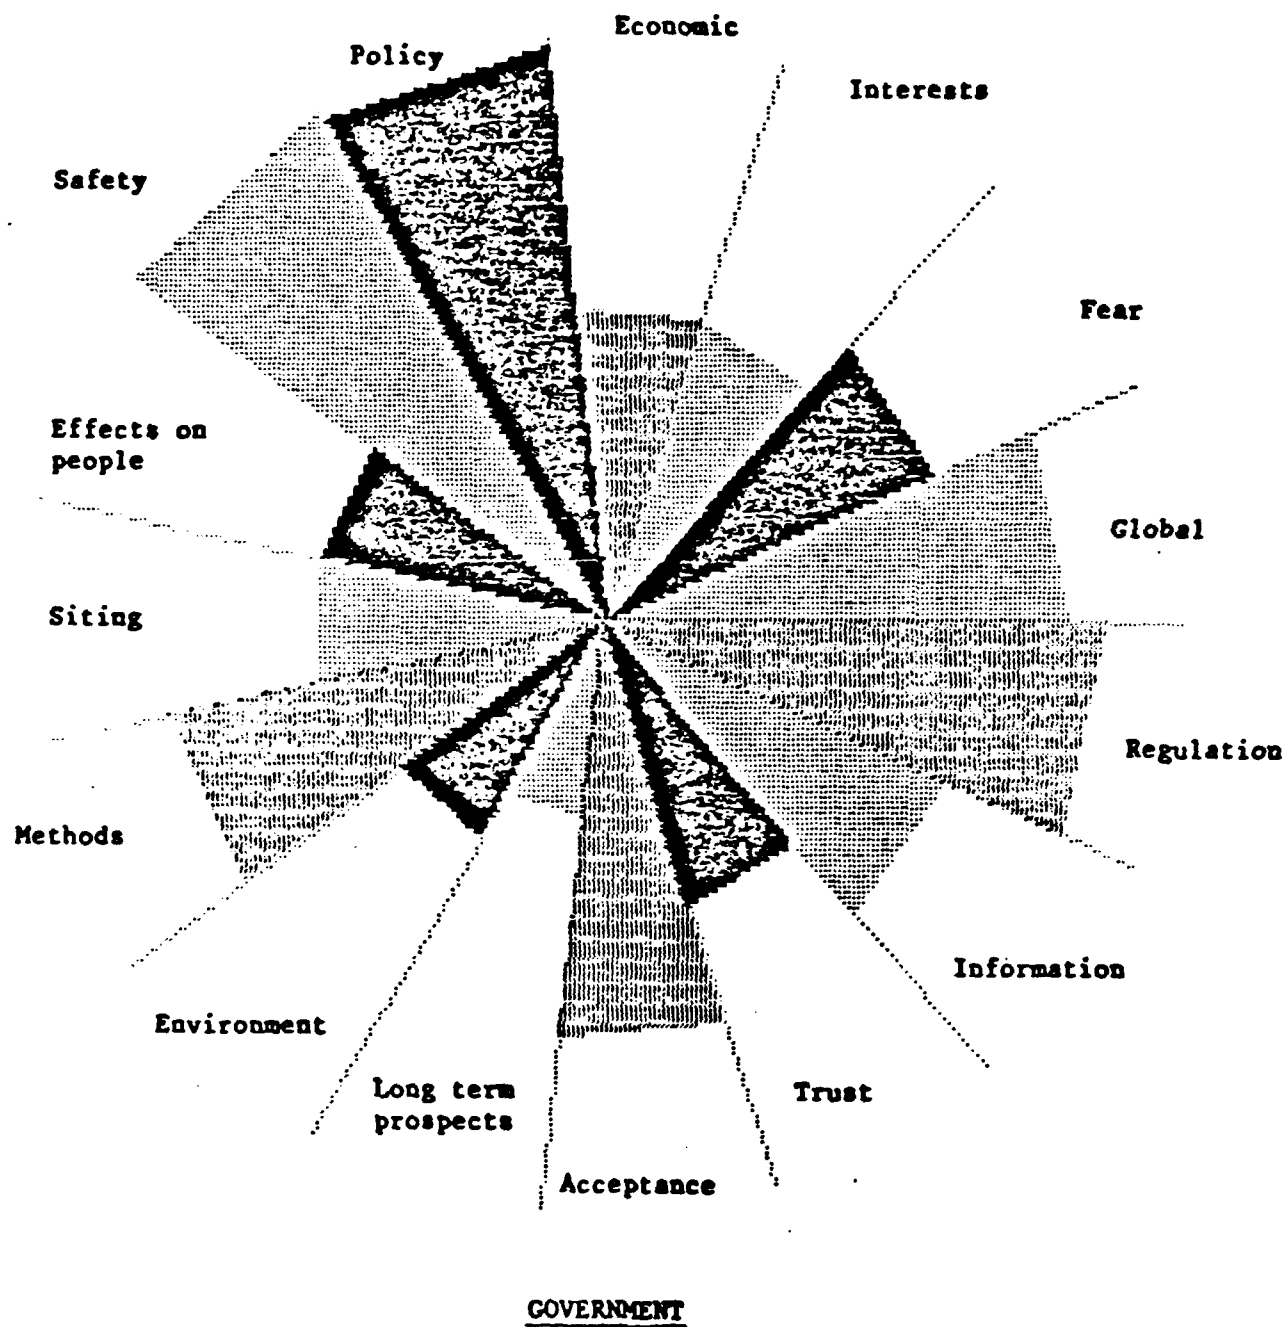 Economic
Policy
Interests
Safety
Fear
Effects on
people
Global
Siting
Regulation
Methods
Information
Environment
Long term
prospects
Trust
Acceptance
GOVERNMENT